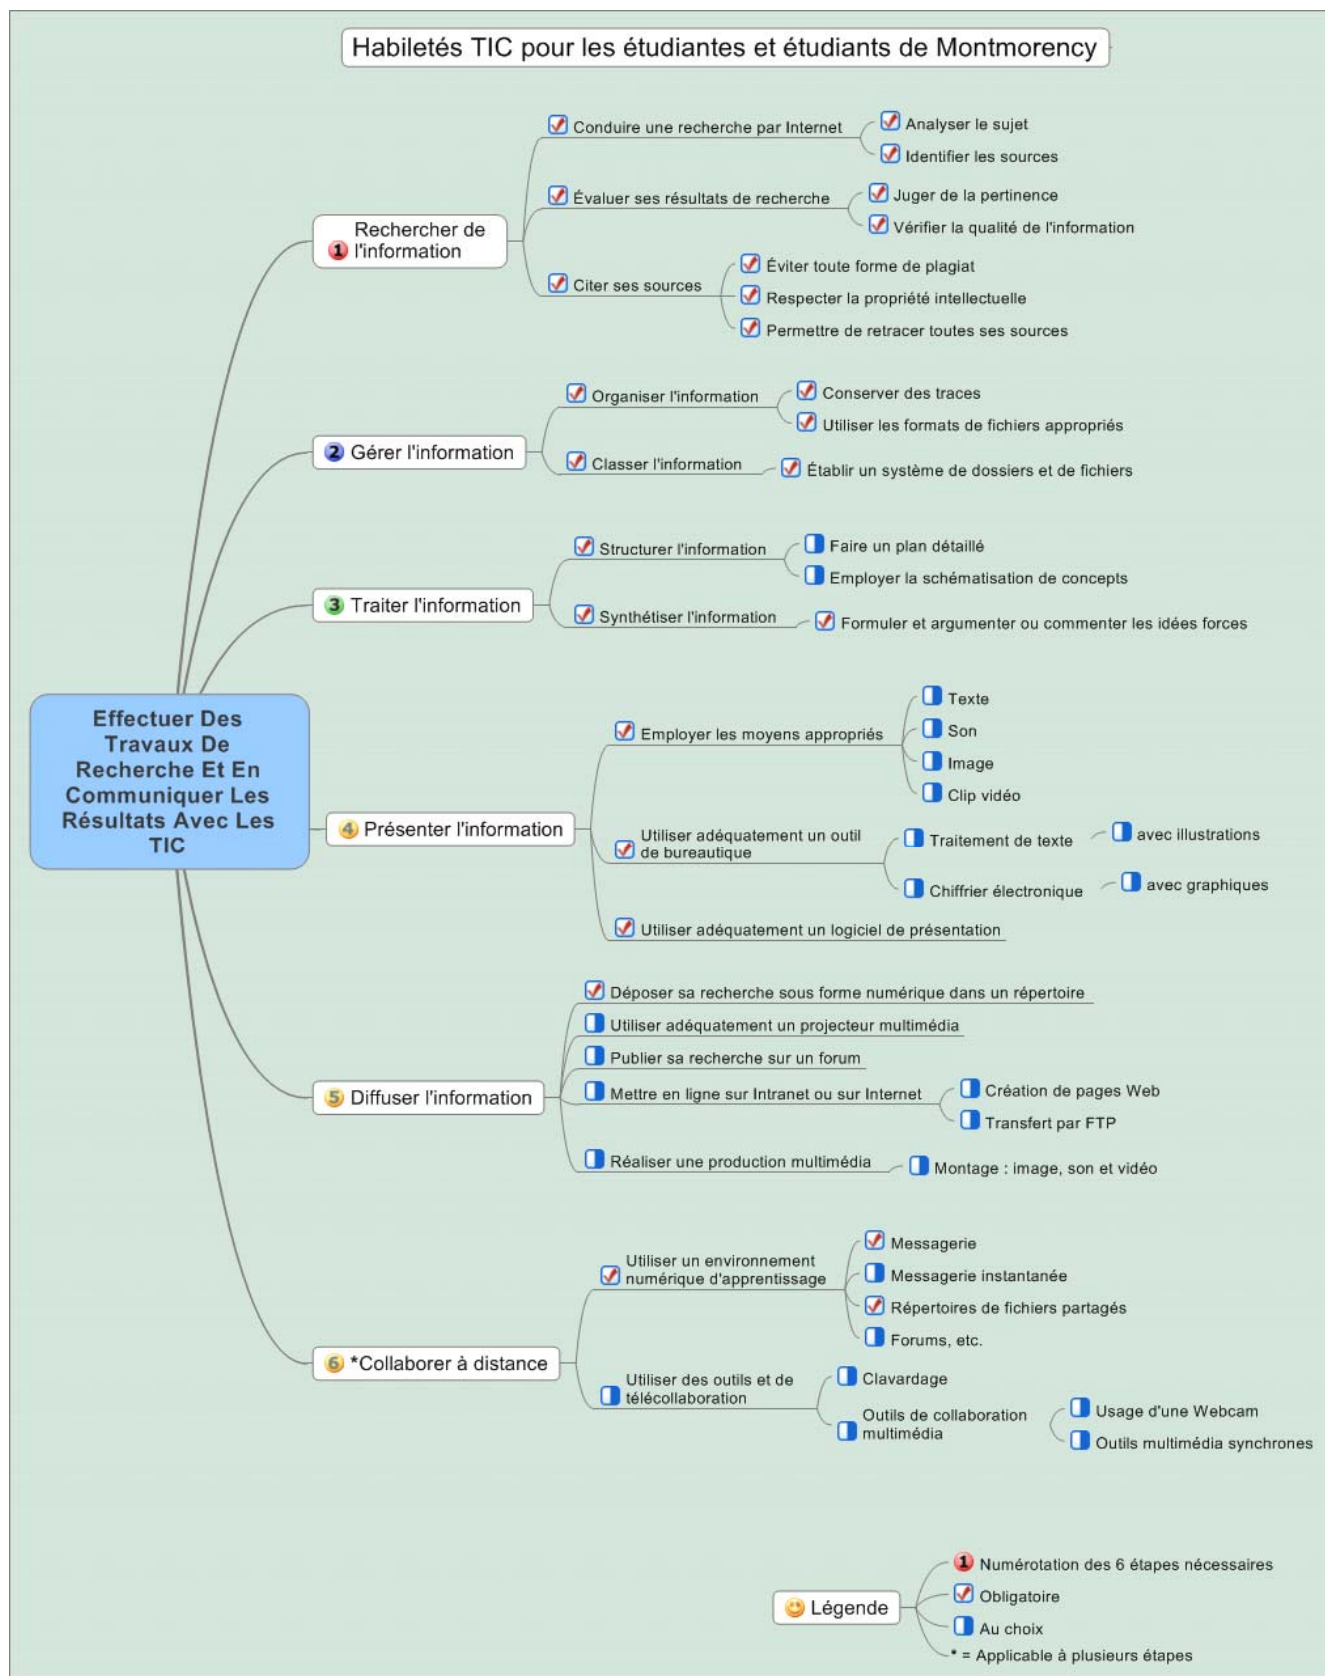 Habiletés TIC pour les étudiantes et étudiants de Montmorency
Effectuer Des
Travaux De
Recherche Et En
Communiquer Les
Résultats Avec Les
TIC
1 Rechercher de
l'information
Conduire une recherche par Internet
Analyser le sujet
Identifier les sources
Évaluer ses résultats de recherche
Juger de la pertinence
Vérifier la qualité de l'information
Citer ses sources
Éviter toute forme de plagiat
Respecter la propriété intellectuelle
Permettre de retracer toutes ses sources
2 Gérer l'information
Organiser l'information
Conserver des traces
Utiliser les formats de fichiers appropriés
Classer l'information
Établir un système de dossiers et de fichiers
3 Traiter l'information
Structurer l'information
Faire un plan détaillé
Employer la schématisation de concepts
Synthétiser l'information
Formuler et argumenter ou commenter les idées forces
4 Présenter l'information
Employer les moyens appropriés
Texte
Son
Image
Clip vidéo
Utiliser adéquatement un outil
de bureautique
Traitement de texte
avec illustrations
Chiffrier électronique
avec graphiques
Utiliser adéquatement un logiciel de présentation
5 Diffuser l'information
Déposer sa recherche sous forme numérique dans un répertoire
Utiliser adéquatement un projecteur multimédia
Publier sa recherche sur un forum
Mettre en ligne sur Intranet ou sur Internet
Création de pages Web
Transfert par FTP
Réaliser une production multimédia
Montage : image, son et vidéo
6 *Collaborer à distance
Utiliser un environnement
numérique d'apprentissage
Messagerie
Messagerie instantanée
Répertoires de fichiers partagés
Forums, etc.
Utiliser des outils et de
télécollaboration
Clavardage
Outils de collaboration
multimédia
Usage d'une Webcam
Outils multimédia synchrones
Légende
1 Numérotation des 6 étapes nécessaires
Obligatoire
Au choix
* = Applicable à plusieurs étapes